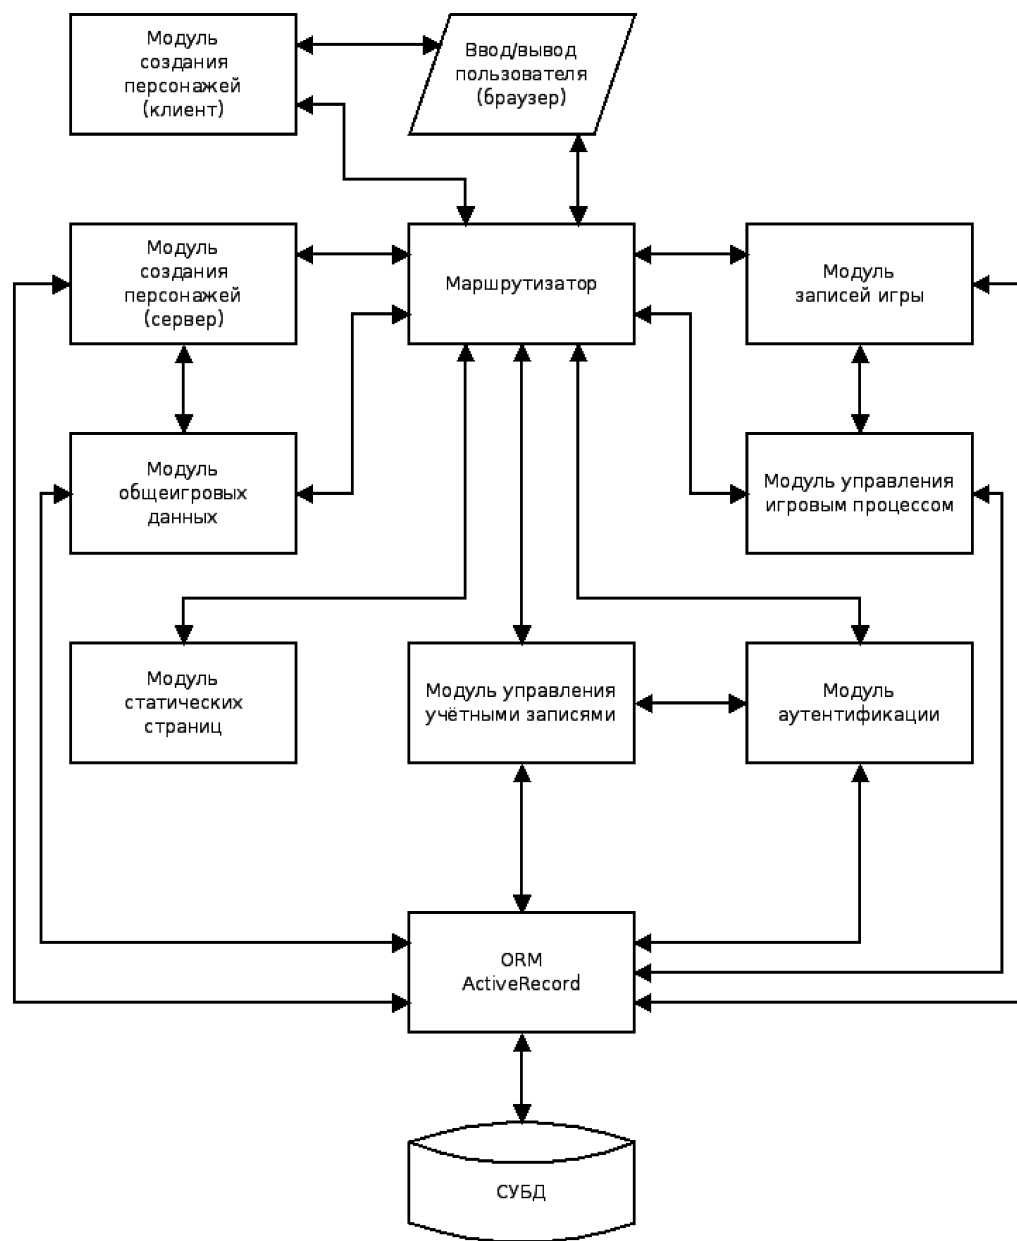 Модуль
создания
персонажей
(клиент)
Ввод/вывод
пользователя
(браузер)
Модуль
создания
персонажей
(сервер)
Маршрутизатор
Модуль
записей игры
Модуль
общеигровых
данных
Модуль управления
игровым процессом
Модуль
статических
страниц
Модуль управления
учётными записями
Модуль
аутентификации
ORM
ActiveRecord
СУБД